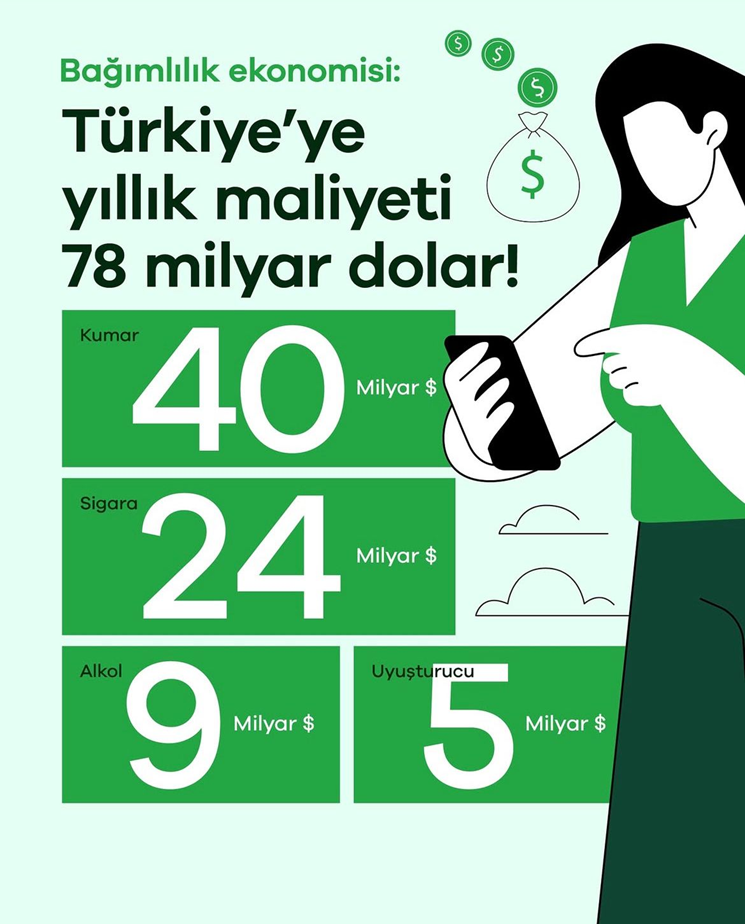 Bağımlılık ekonomisi:
Türkiye’ye
yıllık maliyeti
78 milyar dolar!
Kumar
40 Milyar $
Sigara
24 Milyar $
Alkol
9 Milyar $
Uyuşturucu
5 Milyar $
$
$
$
$